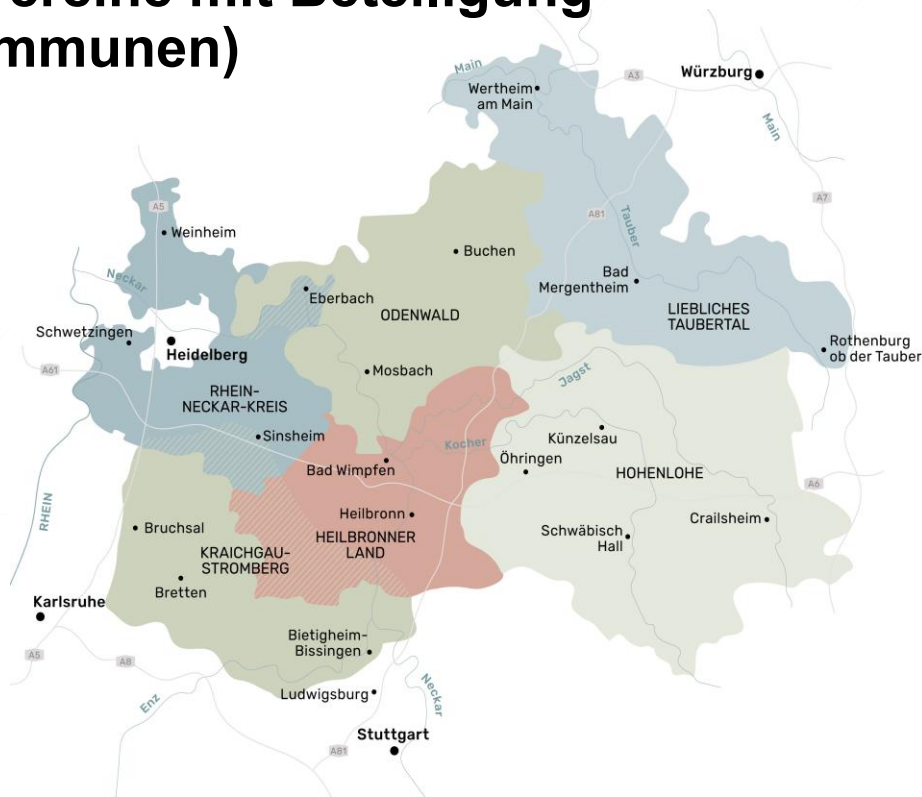 ereine mit Beteiligung
mmunen)
Main
Wertheim
am Main
A3
Würzburg
Main
A5
Weinheim
A7
A81
Tauber
Buchen
Neckar
Bad
Mergentheim
Eberbach
ODENWALD
LIEBLICHES
TAUBERTAL
Schwetzingen
Heidelberg
Rothenburg
ob der Tauber
A61
Mosbach
Jagst
RHEIN-
NECKAR-KREIS
Sinsheim
Kocher
Künzelsau
Bad Wimpfen
Öhringen
HOHENLOHE
A6
RHEIN
Bruchsal
Heilbronn
HEILBRONNER
LAND
Schwäbisch
Hall
Crailsheim
KRAICHGAU-
STROMBERG
Bretten
Karlsruhe
Bietigheim-
Bissingen
A5
A8
Enz
Ludwigsburg
Neckar
Stuttgart
A81